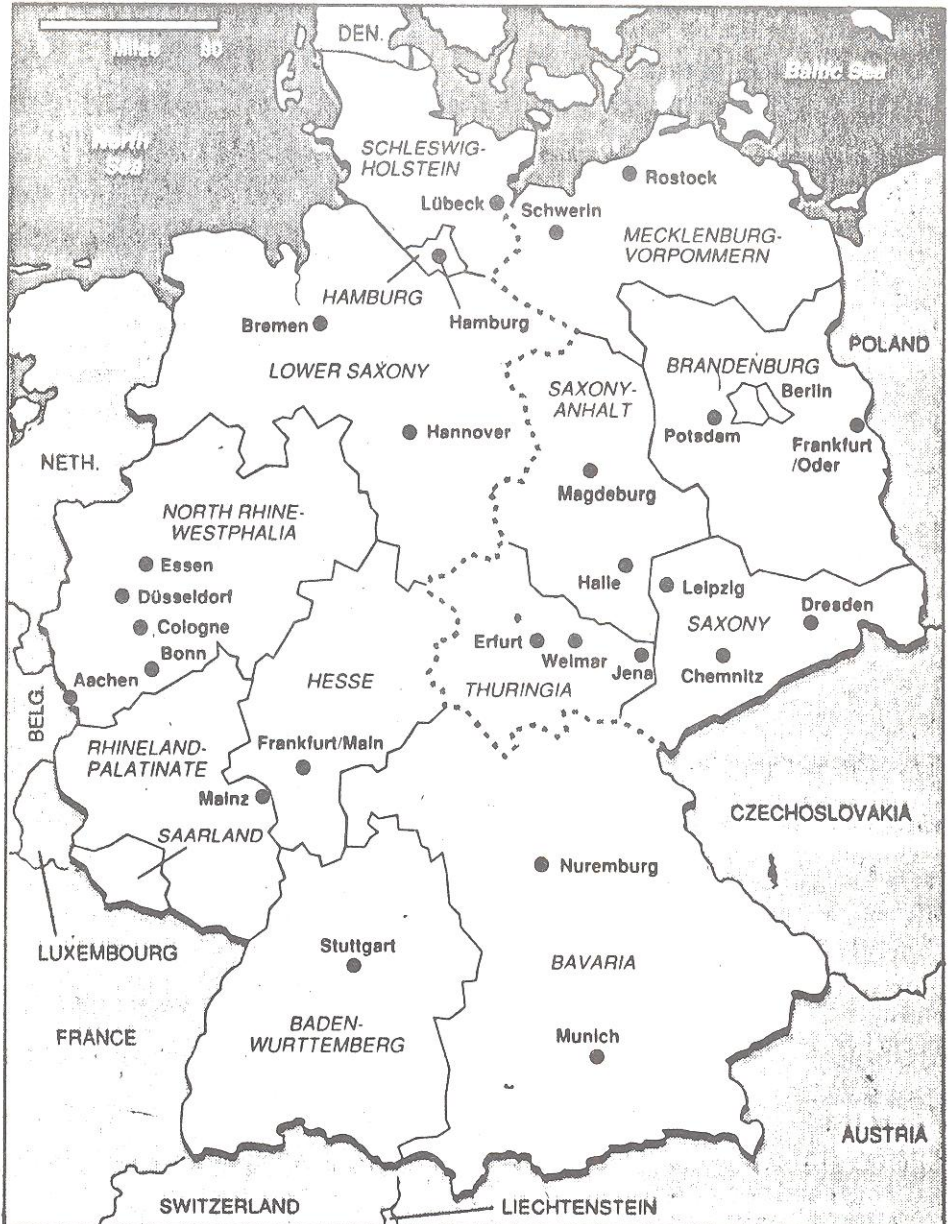 0 Miles 90
DEN.
Baltic Sea
North
Sea
SCHLESWIG-
HOLSTEIN
Rostock
Lübeck
Schwerin
MECKLENBURG-
VORPOMMERN
HAMBURG
Hamburg
Bremen
POLAND
LOWER SAXONY
BRANDENBURG
SAXONY-
ANHALT
Berlin
Potsdam
Hannover
Frankfurt
/Oder
NETH.
Magdeburg
NORTH RHINE-
WESTPHALIA
Essen
Halle
Leipzig
Düsseldorf
Dresden
Cologne
SAXONY
Erfurt
Weimar
Jena
Bonn
Chemnitz
Aachen
HESSE
THURINGIA
BELG.
RHINELAND-
PALATINATE
Frankfurt/Main
Mainz
CZECHOSLOVAKIA
SAARLAND
Nuremburg
LUXEMBOURG
Stuttgart
BAVARIA
FRANCE
BADEN-
WURTTEMBERG
Munich
AUSTRIA
SWITZERLAND
LIECHTENSTEIN